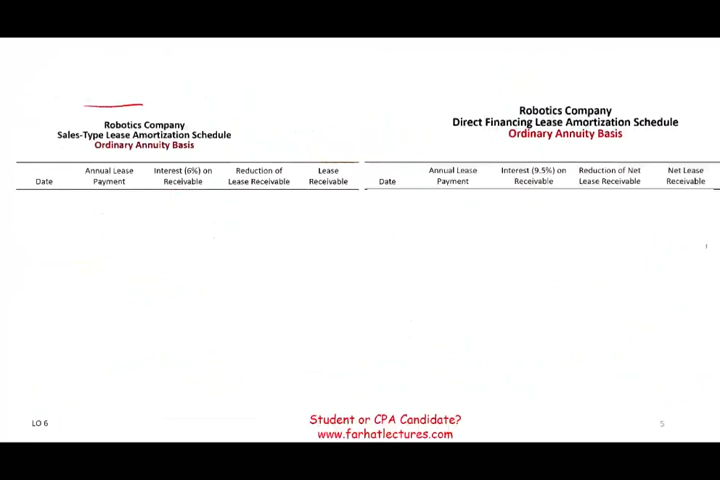 Robotics Company
Sales-Type Lease Amortization Schedule
Ordinary Annuity Basis
Date
Annual Lease
Payment
Interest (6%) on
Receivable
Reduction of
Lease Receivable
Lease
Receivable
Robotics Company
Direct Financing Lease Amortization Schedule
Ordinary Annuity Basis
Date
Annual Lease
Payment
Interest (9.5%) on
Receivable
Reduction of Net
Lease Receivable
Net Lease
Receivable
LO 6
Student or CPA Candidate?
www.farhatlectures.com
5